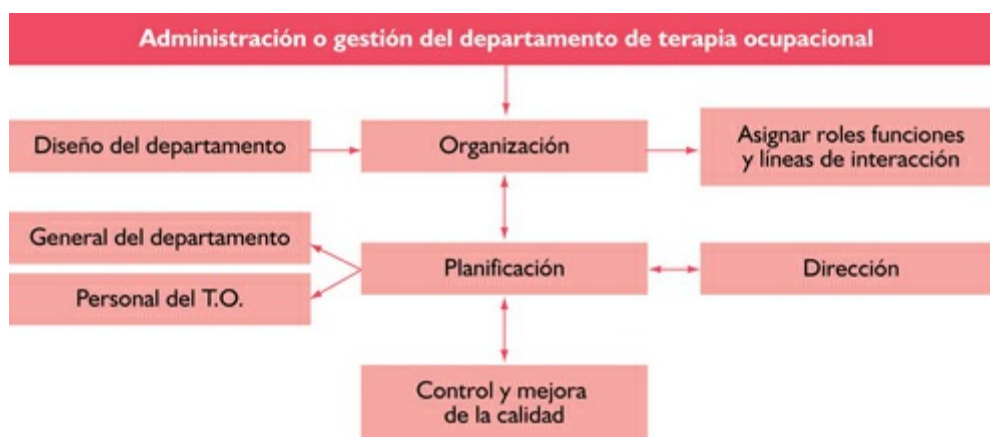 Administración o gestión del departamento de terapia ocupacional
Diseño del departamento
Organización
Asignar roles funciones
y líneas de interacción
General del departamento
Personal del T.O.
Planificación
Dirección
Control y mejora
de la calidad